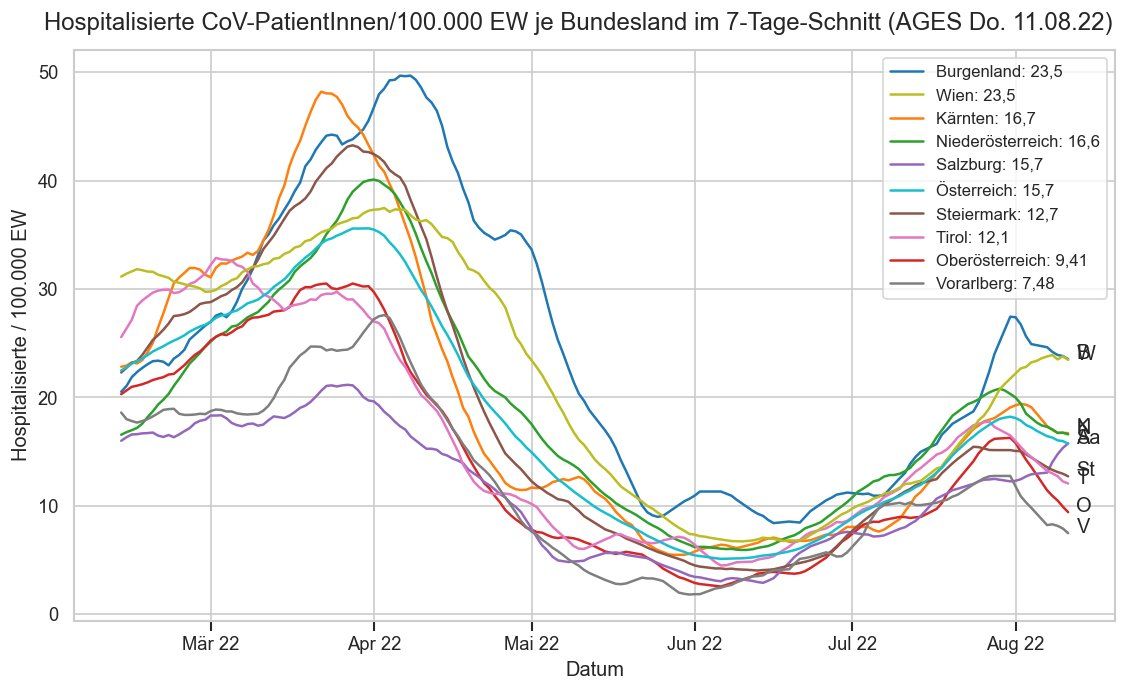 Hospitalisierte CoV-PatientInnen/100.000 EW je Bundesland im 7-Tage-Schnitt (AGES Do. 11.08.22)
Hospitalisierte / 100.000 EW
50
40
30
20
10
0
Burgenland: 23,5
Wien: 23,5
Kärnten: 16,7
Niederösterreich: 16,6
Salzburg: 15,7
Österreich: 15,7
Steiermark: 12,7
Tirol: 12,1
Oberösterreich: 9,41
Vorarlberg: 7,48
W
Sa
St
T
O
V
Mär 22
Apr 22
Mai 22
Jun 22
Jul 22
Aug 22
Datum